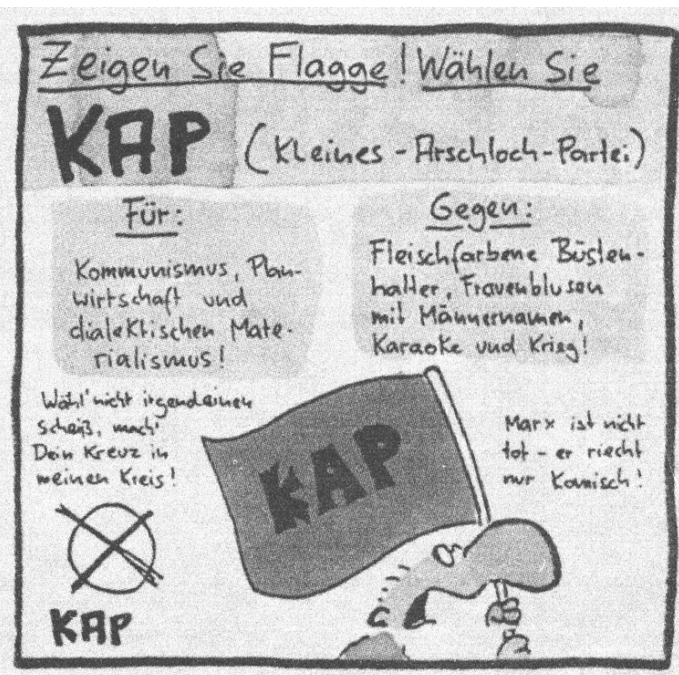 Zeigen Sie Flagge! Wählen Sie
KAP (Kleines-Arschloch-Partei)
Für:
Kommunismus, Plan-
wirtschaft und
dialektischen Mate-
rialismus!
Gegen:
Fleischfarbene Büsten-
halter, Frauenblusen
mit Männernamen,
Karaoke und Krieg!
Wähl' nicht irgendeinen
Scheiß, mach'
Dein Kreuz in
meinen Kreis!
KAP
KAP
Marx ist nicht
tot – er riecht
nur komisch!